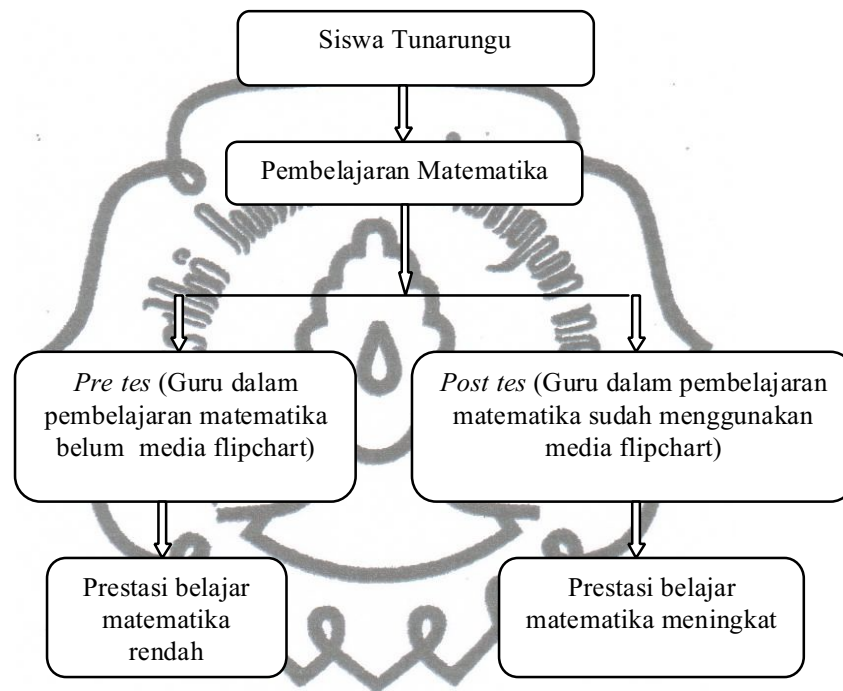 Siswa Tunarungu
Pembelajaran Matematika
Pre tes (Guru dalam
pembelajaran matematika
belum media flipchart)
Post tes (Guru dalam pembelajaran
matematika sudah menggunakan
media flipchart)
Prestasi belajar
matematika
rendah
Prestasi belajar
matematika meningkat